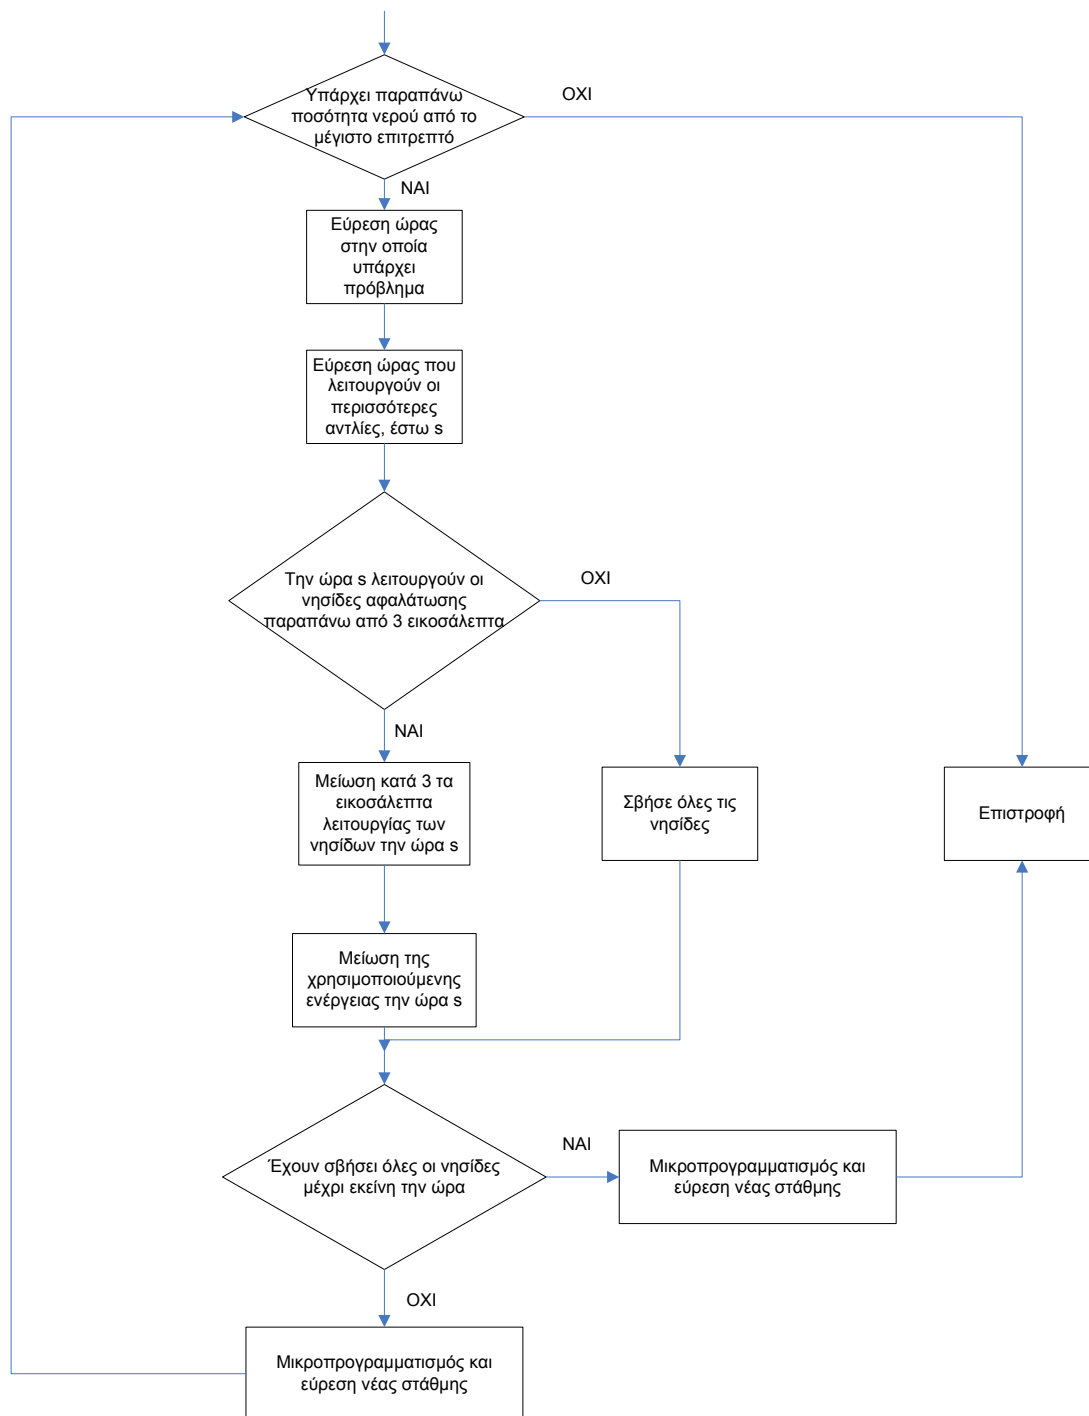 Υπάρχει παραπάνω
ποσότητα νερού από το
μέγιστο επιτρεπτό
ΟΧΙ
ΝΑΙ
Εύρεση ώρας
στην οποία
υπάρχει
πρόβλημα
Εύρεση ώρας που
λειτουργούν οι
περισσότερες
αντλίες, έστω s
Την ώρα s λειτουργούν οι
νησίδες αφαλάτωσης
παραπάνω από 3 εικοσάλεπτα
ΟΧΙ
ΝΑΙ
Μείωση κατά 3 τα
εικοσάλεπτα
λειτουργίας των
νησίδων την ώρα s
Σβήσε όλες τις
νησίδες
Επιστροφή
Μείωση της
χρησιμοποιούμενης
ενέργειας την ώρα s
Έχουν σβήσει όλες οι νησίδες
μέχρι εκείνη την ώρα
ΝΑΙ
Μικροπρογραμματισμός και
εύρεση νέας στάθμης
ΟΧΙ
Μικροπρογραμματισμός και
εύρεση νέας στάθμης